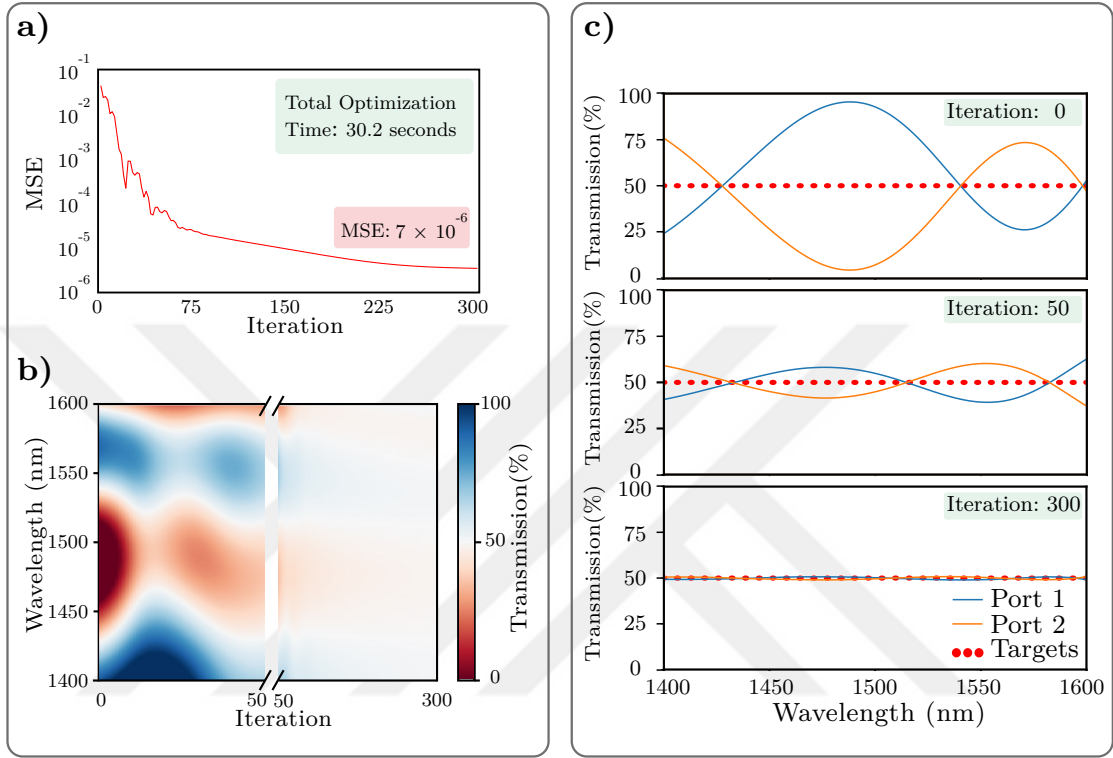 a)
10^-1
10^-2
10^-3
10^-4
10^-5
10^-6
MSE
Total Optimization
Time: 30.2 seconds
MSE: 7 × 10^-6
0 75 150 225 300
Iteration
b)
1600
1550
1500
1450
1400
Wavelength (nm)
0 50 50 300
Iteration
100
50
0
Transmission(%)
c)
100
75
50
25
0
Transmission(%)
Iteration: 0
100
75
50
25
0
Transmission(%)
Iteration: 50
100
75
50
25
0
Transmission(%)
Iteration: 300
Port 1
Port 2
Targets
1400 1450 1500 1550 1600
Wavelength (nm)